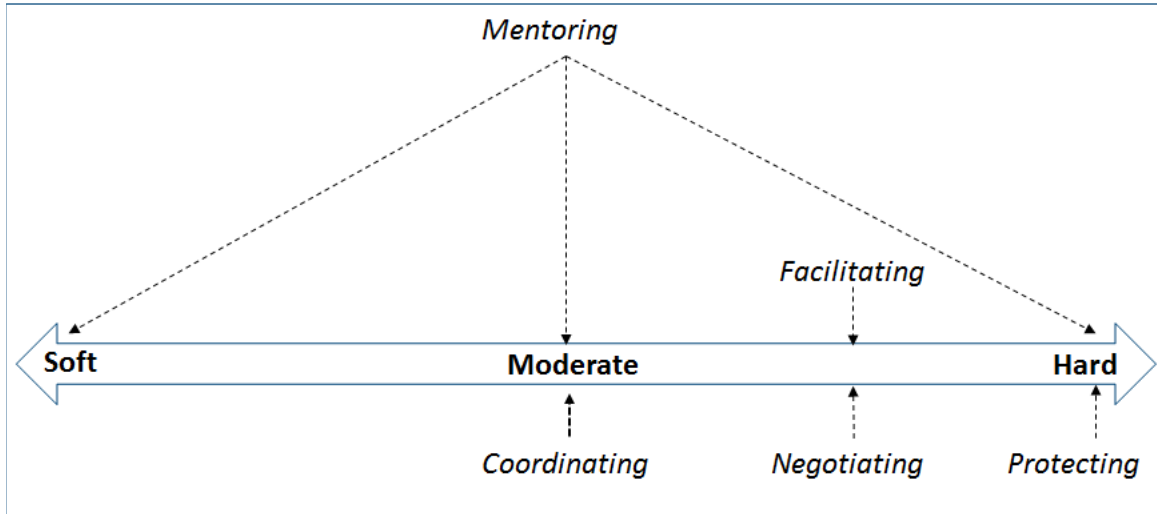 Mentoring
Facilitating
Soft Moderate Hard
Coordinating Negotiating Protecting